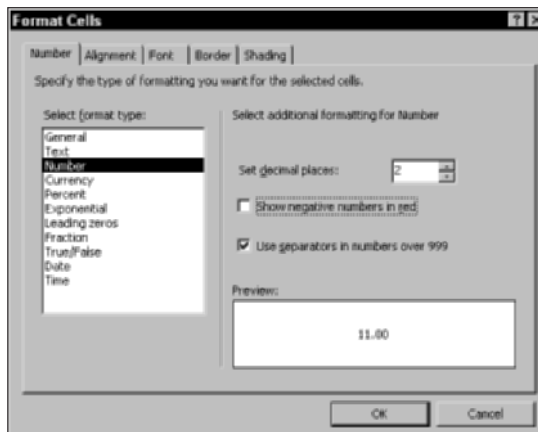 Format Cells
Number Alignment Font Border Shading
Specify the type of formatting you want for the selected cells.
Select format type:
General
Text
Number
Currency
Percent
Exponential
Leading zeros
Fraction
True/False
Date
Time
Select additional formatting for Number
Set decimal places: 2
Show negative numbers in red
Use separators in numbers over 999
Preview:
11.00
OK Cancel